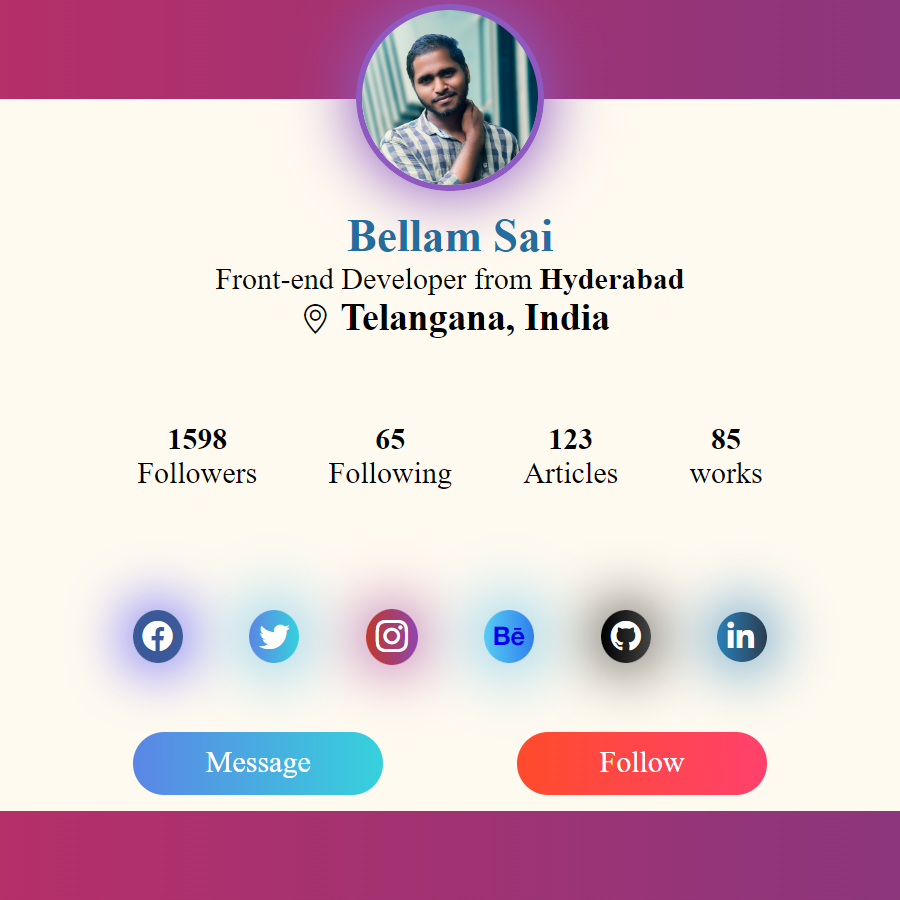 Bellam Sai
Front-end Developer from Hyderabad
Telangana, India
1598 65 123 85
Followers Following Articles works
Bē
in
Message Follow